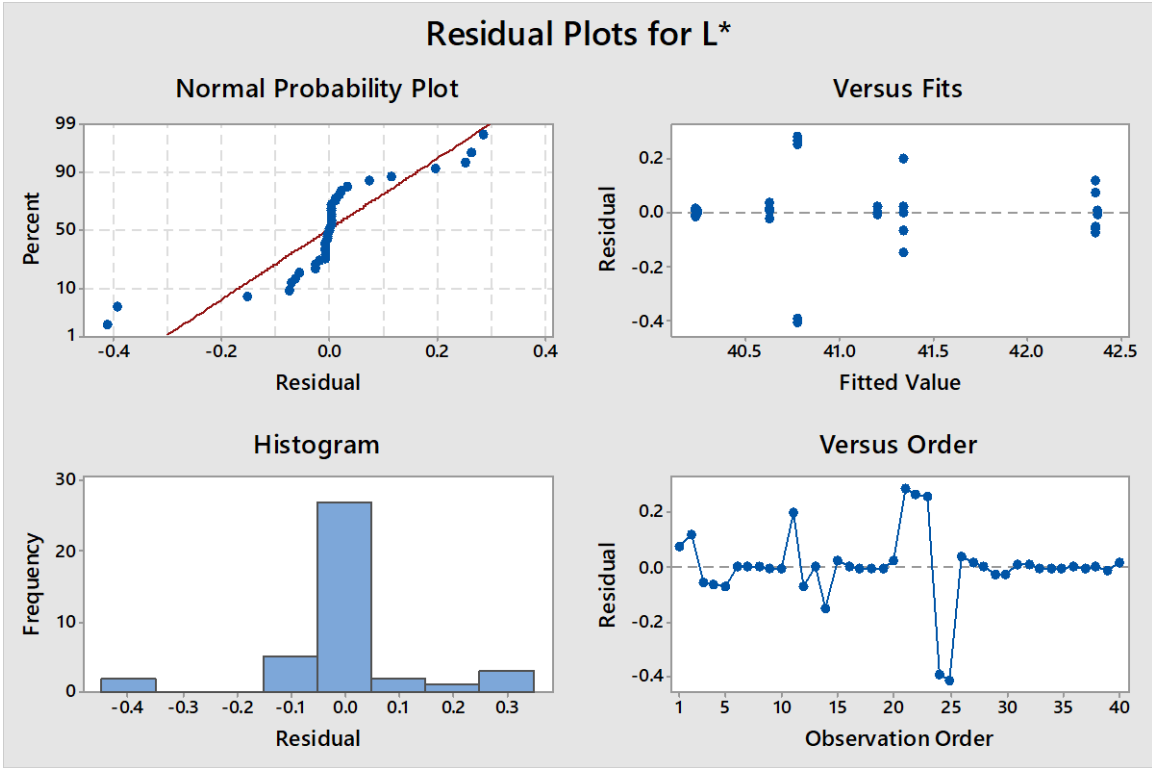 Residual Plots for L*
Normal Probability Plot
99
90
50
10
1
Percent
-0.4 -0.2 0.0 0.2 0.4
Residual
Versus Fits
0.2
0.0
-0.2
-0.4
Residual
40.5 41.0 41.5 42.0 42.5
Fitted Value
Histogram
30
20
10
0
Frequency
-0.4 -0.3 -0.2 -0.1 0.0 0.1 0.2 0.3
Residual
Versus Order
0.2
0.0
-0.2
-0.4
Residual
1 10 20 30 40
Observation Order